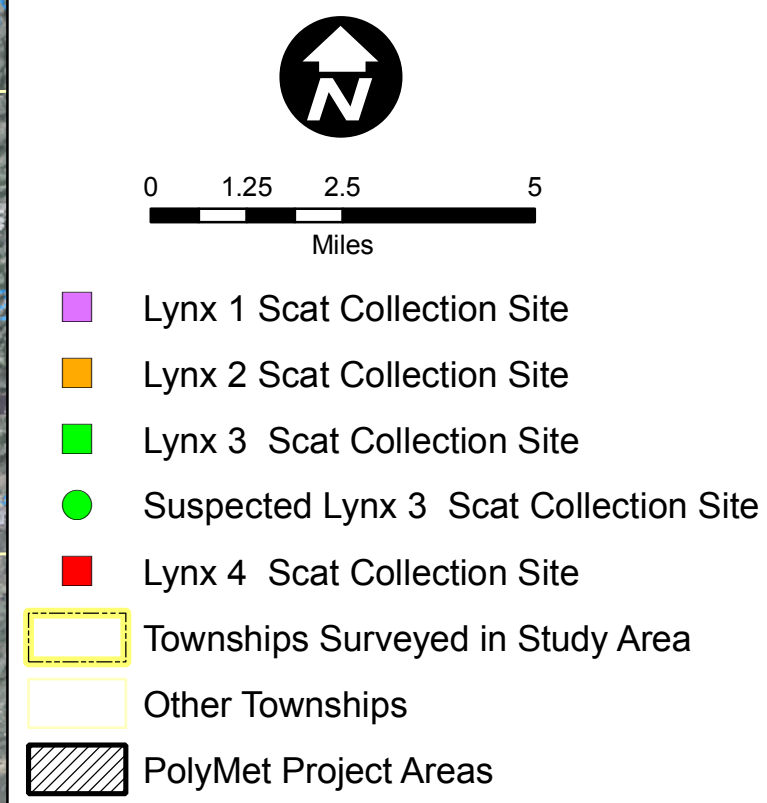 N
0 1.25 2.5 5
Miles
Lynx 1 Scat Collection Site
Lynx 2 Scat Collection Site
Lynx 3 Scat Collection Site
Suspected Lynx 3 Scat Collection Site
Lynx 4 Scat Collection Site
Townships Surveyed in Study Area
Other Townships
PolyMet Project Areas